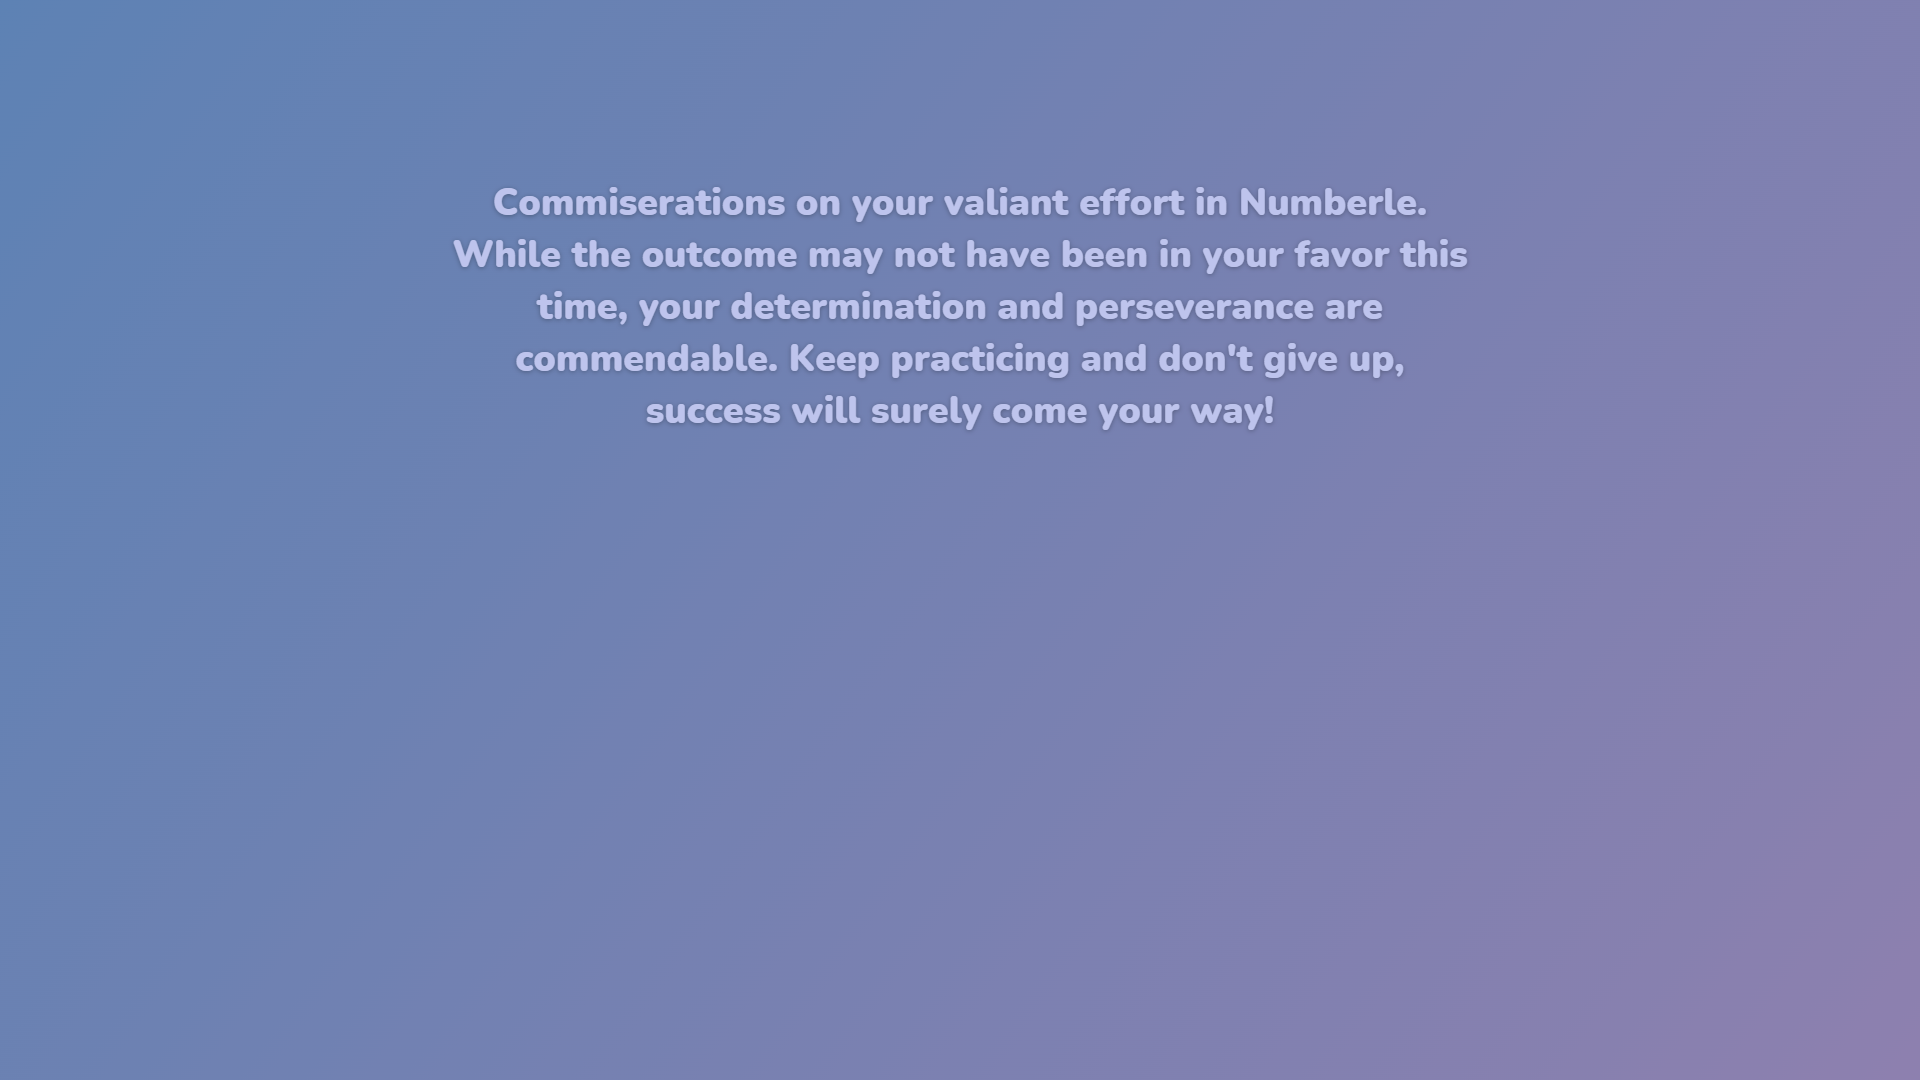 Commiserations on your valiant effort in Numberle.
While the outcome may not have been in your favor this
time, your determination and perseverance are
commendable. Keep practicing and don't give up,
success will surely come your way!